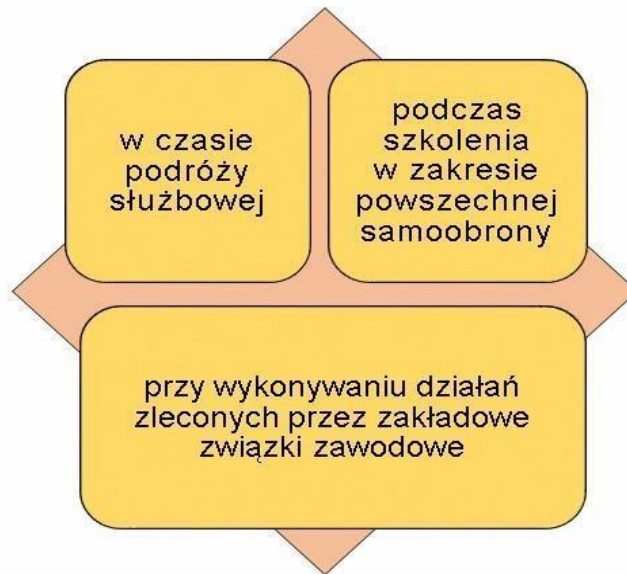 w czasie
podróży
służbowej
podczas
szkolenia
w zakresie
powszechnej
samoobrony
przy wykonywaniu działań
zleconych przez zakładowe
związki zawodowe